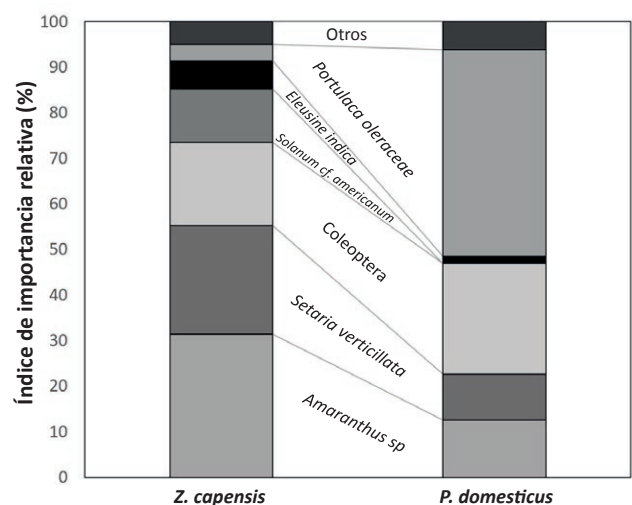 Índice de importancia relativa (%)
100
90
80
70
60
50
40
30
20
10
0
Otros
Portulaca oleraceae
Eleusine indica
Solanum cf. americanum
Coleoptera
Setaria verticillata
Amaranthus sp
Z. capensis
P. domesticus